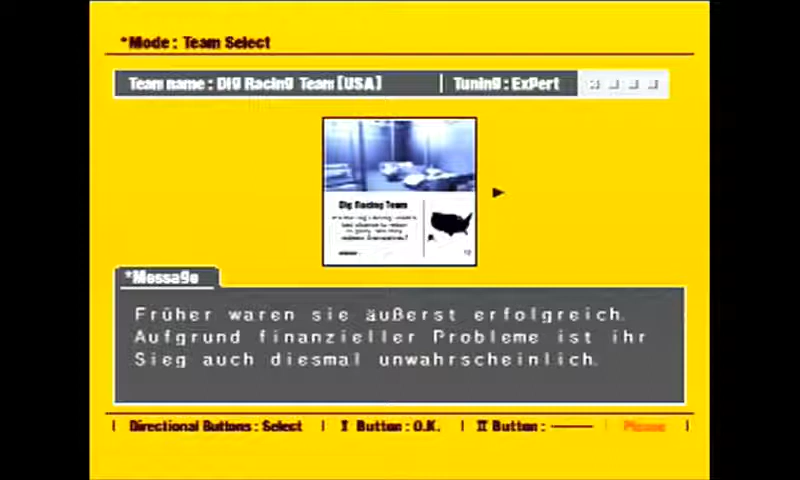 *Mode : Team Select
Team name : Dig Racing Team [USA]
Tuning : Expert
Dig Racing Team
*Message
Früher waren sie äußerst erfolgreich.
Aufgrund finanzieller Probleme ist ihr
Sieg auch diesmal unwahrscheinlich.
Directional Buttons : Select | I Button : O.K. | II Button : ——— | Please |